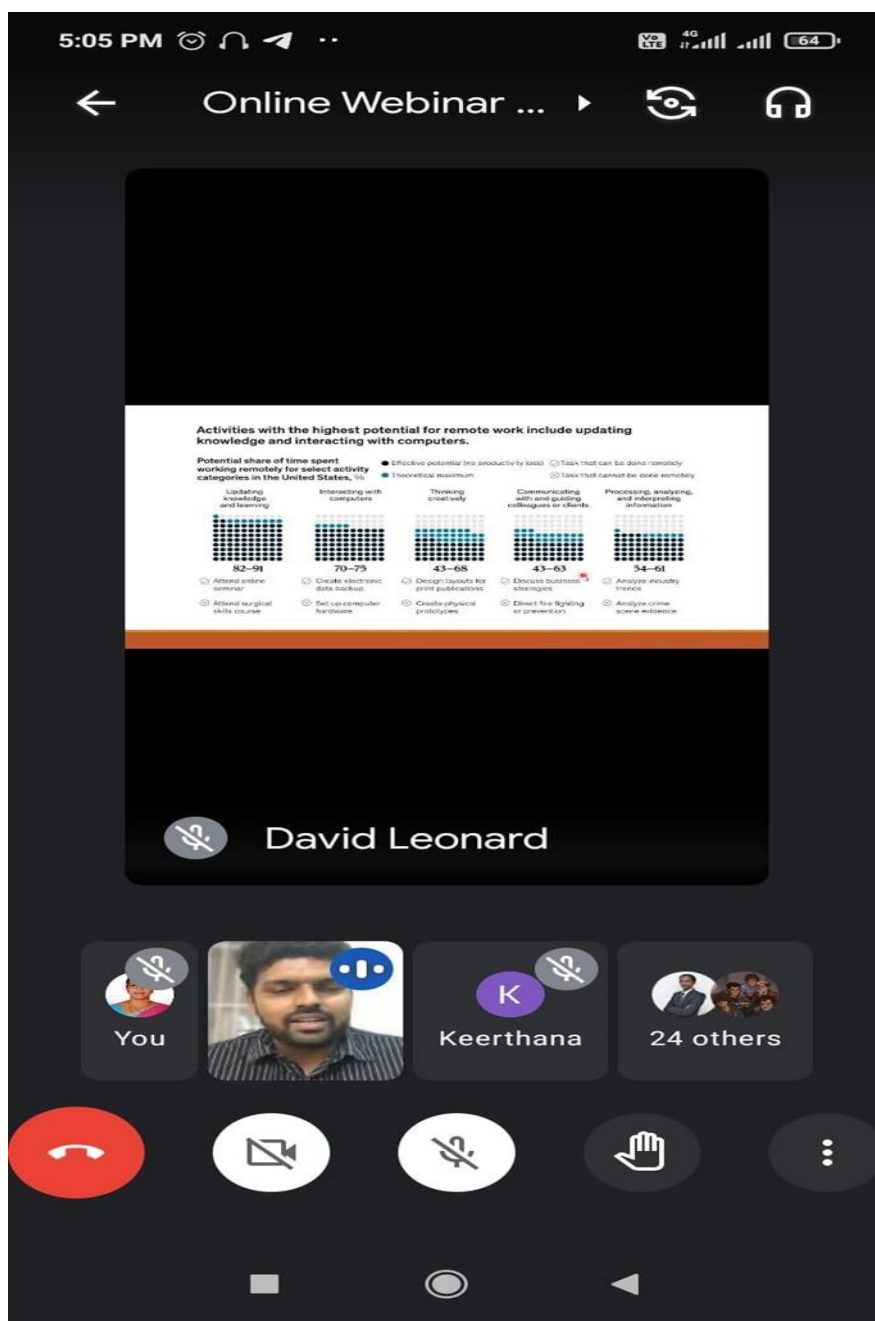 5:05 PM
Vo LTE 4G 64
Online Webinar ...
Activities with the highest potential for remote work include updating
knowledge and interacting with computers.
Potential share of time spent
working remotely for select activity
categories in the United States, %
Effective potential (no productivity loss) Task that can be done remotely
Theoretical maximum Task that cannot be done remotely
Updating
knowledge
and learning
82–91
Attend online
seminar
Attend surgical
skills course
Interacting with
computers
70–75
Create electronic
data backup
Set up computer
hardware
Thinking
creatively
43–68
Design layouts for
print publications
Create physical
prototypes
Communicating
with and guiding
colleagues or clients
43–63
Discuss business
strategies
Direct fire fighting
or prevention
Processing, analyzing,
and interpreting
information
54–61
Analyze industry
trends
Analyze crime
scene evidence
David Leonard
You
K
Keerthana
24 others